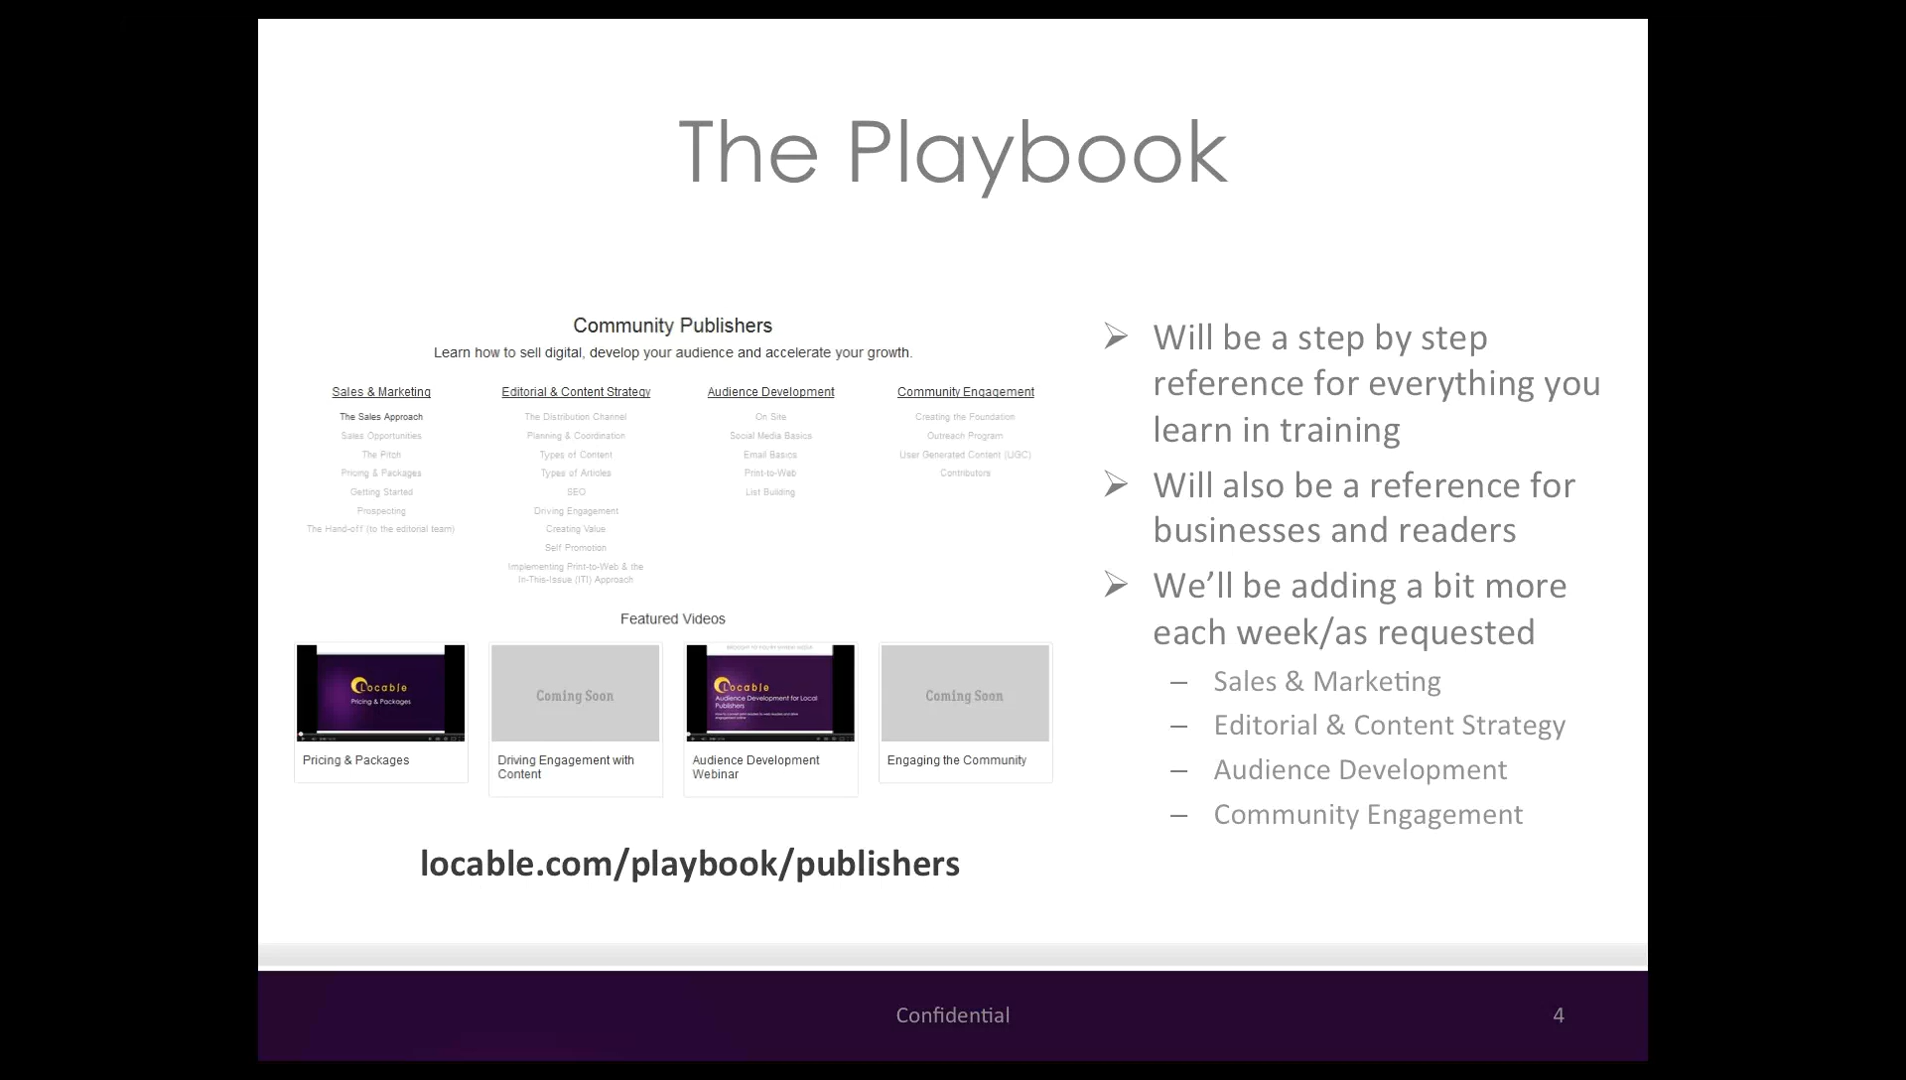 The Playbook
Community Publishers
Learn how to sell digital, develop your audience and accelerate your growth.
Sales & Marketing
The Sales Approach
Sales Opportunities
The Pitch
Pricing & Packages
Getting Started
Prospecting
The Hand-off (to the editorial team)
Editorial & Content Strategy
The Distribution Channel
Planning & Coordination
Types of Content
Types of Articles
SEO
Driving Engagement
Creating Value
Self Promotion
Implementing Print-to-Web & the
In-This-Issue (ITI) Approach
Audience Development
On Site
Social Media Basics
Email Basics
Print-to-Web
List Building
Community Engagement
Creating the Foundation
Outreach Program
User Generated Content (UGC)
Contributors
Featured Videos
Locable
Pricing & Packages
Pricing & Packages
Coming Soon
Driving Engagement with
Content
Locable
Audience Development for Local
Publishers
Audience Development
Webinar
Coming Soon
Engaging the Community
locable.com/playbook/publishers
➢ Will be a step by step
reference for everything you
learn in training
➢ Will also be a reference for
businesses and readers
➢ We’ll be adding a bit more
each week/as requested
– Sales & Marketing
– Editorial & Content Strategy
– Audience Development
– Community Engagement
Confidential
4